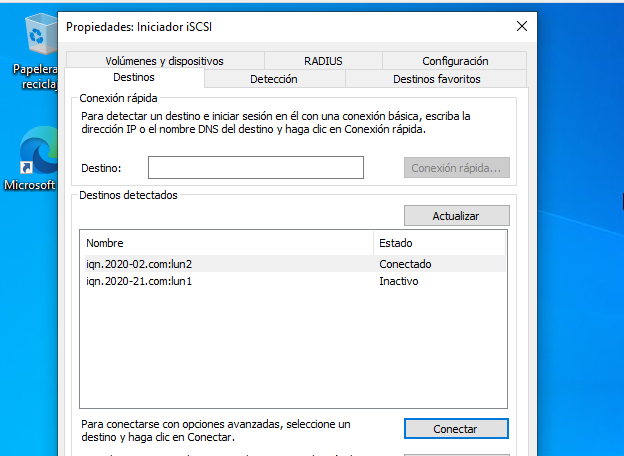 Papelera
reciclaj
Microsoft
Propiedades: Iniciador iSCSI
Volúmenes y dispositivos
RADIUS
Configuración
Destinos
Detección
Destinos favoritos
Conexión rápida
Para detectar un destino e iniciar sesión en él con una conexión básica, escriba la
dirección IP o el nombre DNS del destino y haga clic en Conexión rápida.
Destino:
Conexión rápida...
Destinos detectados
Actualizar
Nombre Estado
iqn.2020-02.com:lun2 Conectado
iqn.2020-21.com:lun1 Inactivo
Para conectarse con opciones avanzadas, seleccione un
destino y haga clic en Conectar.
Conectar